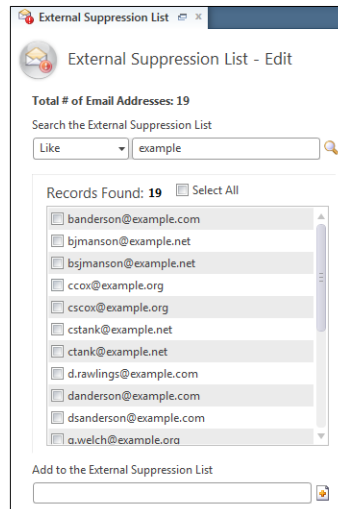 External Suppression List
External Suppression List - Edit
Total # of Email Addresses: 19
Search the External Suppression List
Like example
Records Found: 19 Select All
banderson@example.com
bjmanson@example.net
bsjmanson@example.net
ccox@example.org
cscox@example.org
cstank@example.net
ctank@example.net
d.rawlings@example.com
danderson@example.com
dsanderson@example.com
g.welch@example.org
Add to the External Suppression List